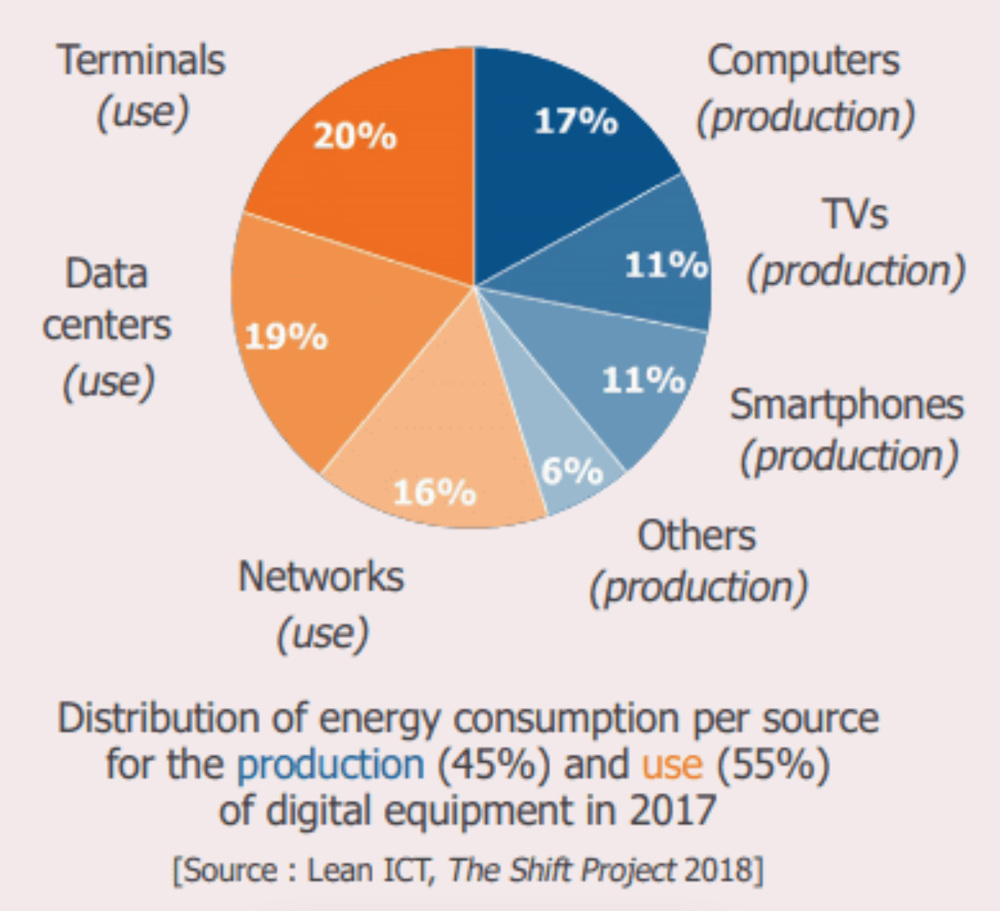 Terminals
(use)
20%
17%
Computers
(production)
11%
TVs
(production)
11%
Smartphones
(production)
6%
Others
(production)
16%
Networks
(use)
19%
Data
centers
(use)
Distribution of energy consumption per source
for the production (45%) and use (55%)
of digital equipment in 2017
[Source : Lean ICT, The Shift Project 2018]